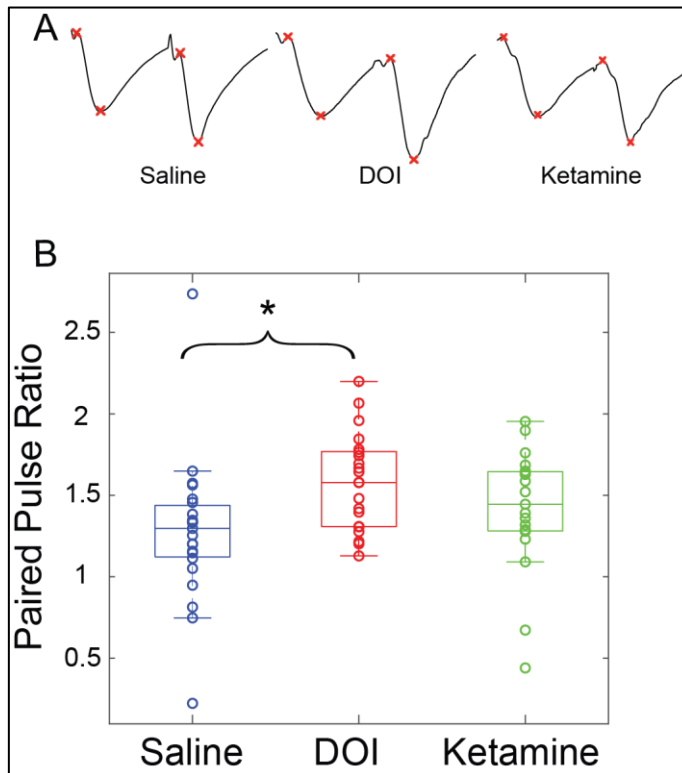 A
Saline DOI Ketamine
B
*
Paired Pulse Ratio
2.5
2
1.5
1
0.5
Saline DOI Ketamine